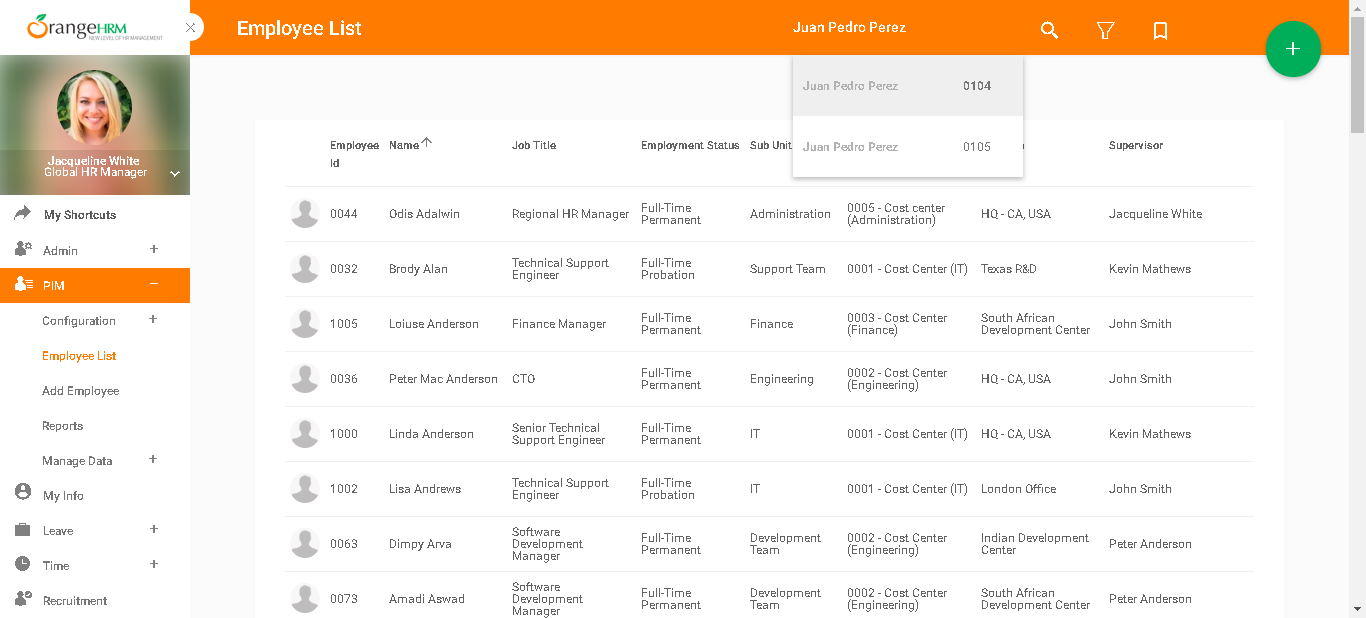 OrangeHRM
NEW LEVEL OF HR MANAGEMENT
Employee List
Juan Pedro Perez
Juan Pedro Perez 0104
Juan Pedro Perez 0105
Jacqueline White
Global HR Manager
My Shortcuts
Admin
PIM
Configuration
Employee List
Add Employee
Reports
Manage Data
My Info
Leave
Time
Recruitment
Employee Name Job Title Employment Status Sub Unit Supervisor
Id
0044 Odis Adalwin Regional HR Manager Full-Time Permanent Administration 0005 - Cost center (Administration) HQ - CA, USA Jacqueline White
0032 Brody Alan Technical Support Engineer Full-Time Probation Support Team 0001 - Cost Center (IT) Texas R&D Kevin Mathews
1005 Loiuse Anderson Finance Manager Full-Time Permanent Finance 0003 - Cost Center (Finance) South African Development Center John Smith
0036 Peter Mac Anderson CTO Full-Time Permanent Engineering 0002 - Cost Center (Engineering) HQ - CA, USA John Smith
1000 Linda Anderson Senior Technical Support Engineer Full-Time Permanent IT 0001 - Cost Center (IT) HQ - CA, USA Kevin Mathews
1002 Lisa Andrews Technical Support Engineer Full-Time Probation IT 0001 - Cost Center (IT) London Office John Smith
0063 Dimpy Arva Software Development Manager Full-Time Permanent Development Team 0002 - Cost Center (Engineering) Indian Development Center Peter Anderson
0073 Amadi Aswad Software Development Manager Full-Time Permanent Development Team 0002 - Cost Center (Engineering) South African Development Center Peter Anderson